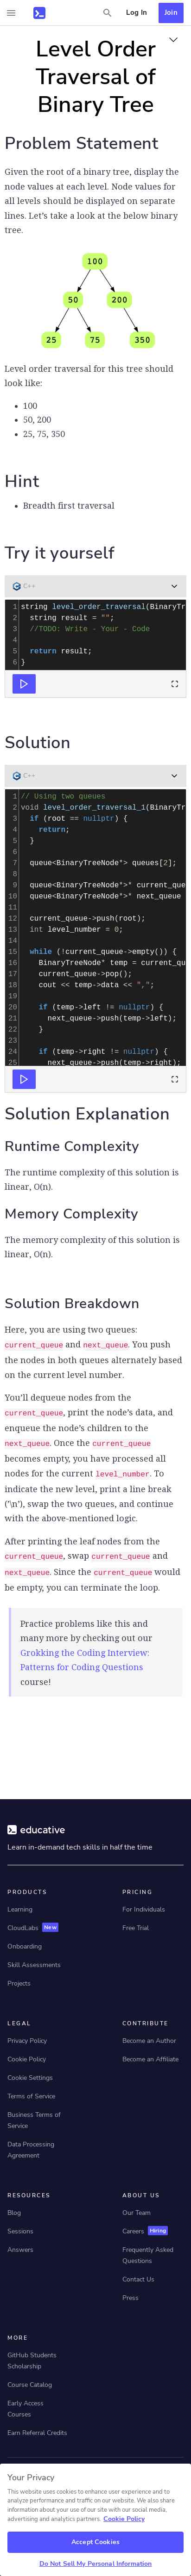 Log In
Join
Level Order
Traversal of
Binary Tree
Problem Statement
Given the root of a binary tree, display the
node values at each level. Node values for
all levels should be displayed on separate
lines. Let’s take a look at the below binary
tree.
100
50
200
25
75
350
Level order traversal for this tree should
look like:
• 100
• 50, 200
• 25, 75, 350
Hint
• Breadth first traversal
Try it yourself
C++
1 string level_order_traversal(BinaryTr
2 string result = "";
3 //TODO: Write - Your - Code
4
5 return result;
6 }
Solution
C++
1 // Using two queues
2 void level_order_traversal_1(BinaryTr
3 if (root == nullptr) {
4 return;
5 }
6
7 queue<BinaryTreeNode*> queues[2];
8
9 queue<BinaryTreeNode*>* current_queue
10 queue<BinaryTreeNode*>* next_queue
11
12 current_queue->push(root);
13 int level_number = 0;
14
15 while (!current_queue->empty()) {
16 BinaryTreeNode* temp = current_qu
17 current_queue->pop();
18 cout << temp->data << ",";
19
20 if (temp->left != nullptr) {
21 next_queue->push(temp->left);
22 }
23
24 if (temp->right != nullptr) {
25 next_queue->push(temp->right);
Solution Explanation
Runtime Complexity
The runtime complexity of this solution is
linear, O(n).
Memory Complexity
The memory complexity of this solution is
linear, O(n).
Solution Breakdown
Here, you are using two queues:
current_queue and next_queue. You push
the nodes in both the queues alternately based
on the current level number.
You’ll dequeue nodes from the
current_queue, print the node’s data, and
enqueue the node’s children to the
next_queue. Once the current_queue
becomes empty, you have processed all
nodes for the current level_number. To
indicate the new level, print a line break
('\n'), swap the two queues, and continue
with the above-mentioned logic.
After printing the leaf nodes from the
current_queue, swap current_queue and
next_queue. Since the current_queue would
be empty, you can terminate the loop.
Practice problems like this and
many more by checking out our
Grokking the Coding Interview:
Patterns for Coding Questions
course!
educative
Learn in-demand tech skills in half the time
PRODUCTS
Learning
CloudLabs New
Onboarding
Skill Assessments
Projects
PRICING
For Individuals
Free Trial
LEGAL
Privacy Policy
Cookie Policy
Cookie Settings
Terms of Service
Business Terms of
Service
Data Processing
Agreement
CONTRIBUTE
Become an Author
Become an Affiliate
RESOURCES
Blog
Sessions
Answers
ABOUT US
Our Team
Careers Hiring
Frequently Asked
Questions
Contact Us
Press
MORE
GitHub Students
Scholarship
Course Catalog
Early Access
Courses
Earn Referral Credits
Your Privacy
This website uses cookies to enhance user experience and to
analyze performance and traffic on our website. We also share
information about your use of our site with our social media,
advertising and analytics partners. Cookie Policy
Accept Cookies
Do Not Sell My Personal Information